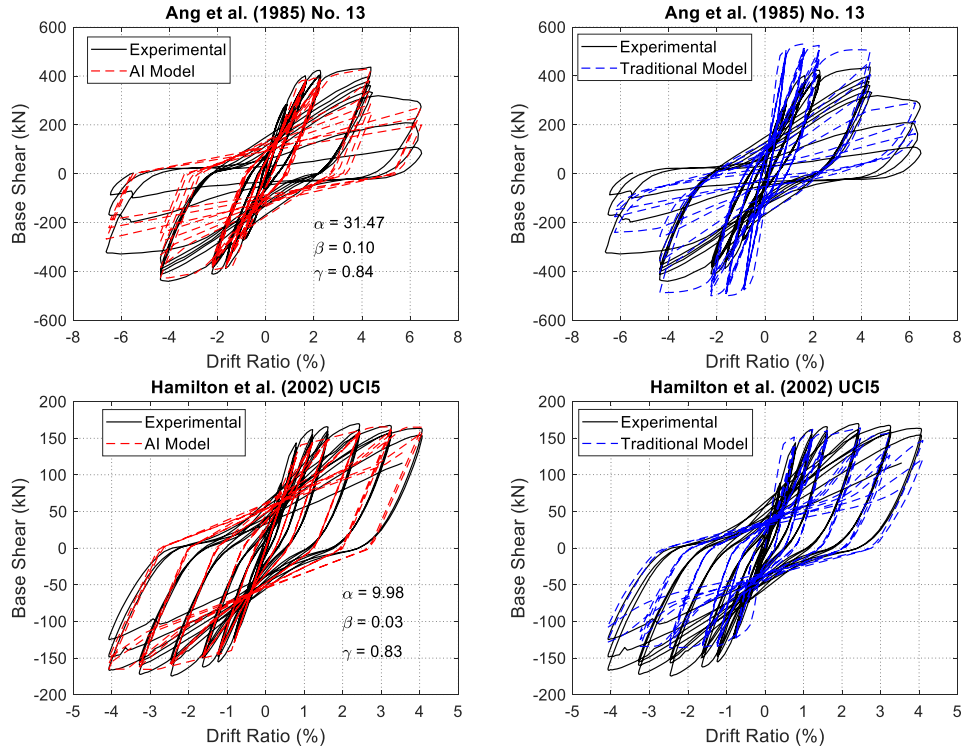 Ang et al. (1985) No. 13
Experimental
AI Model
Base Shear (kN)
600
400
200
0
-200
-400
-600
α = 31.47
β = 0.10
γ = 0.84
-8 -6 -4 -2 0 2 4 6 8
Drift Ratio (%)
Ang et al. (1985) No. 13
Experimental
Traditional Model
Base Shear (kN)
600
400
200
0
-200
-400
-600
-8 -6 -4 -2 0 2 4 6 8
Drift Ratio (%)
Hamilton et al. (2002) UCI5
Experimental
AI Model
Base Shear (kN)
200
150
100
50
0
-50
-100
-150
-200
α = 9.98
β = 0.03
γ = 0.83
-5 -4 -3 -2 -1 0 1 2 3 4 5
Drift Ratio (%)
Hamilton et al. (2002) UCI5
Experimental
Traditional Model
Base Shear (kN)
200
150
100
50
0
-50
-100
-150
-200
-5 -4 -3 -2 -1 0 1 2 3 4 5
Drift Ratio (%)